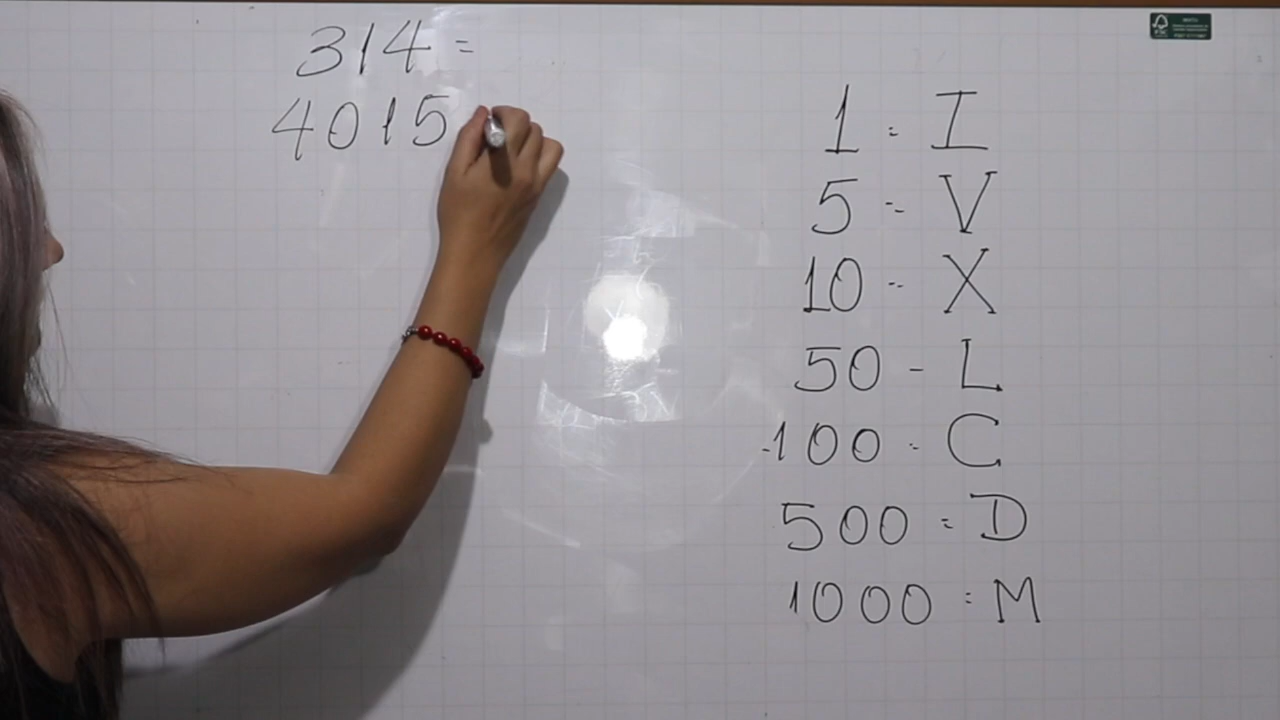 314 =
4015
1 = I
5 = V
10 = X
50 - L
100 = C
500 = D
1000 = M